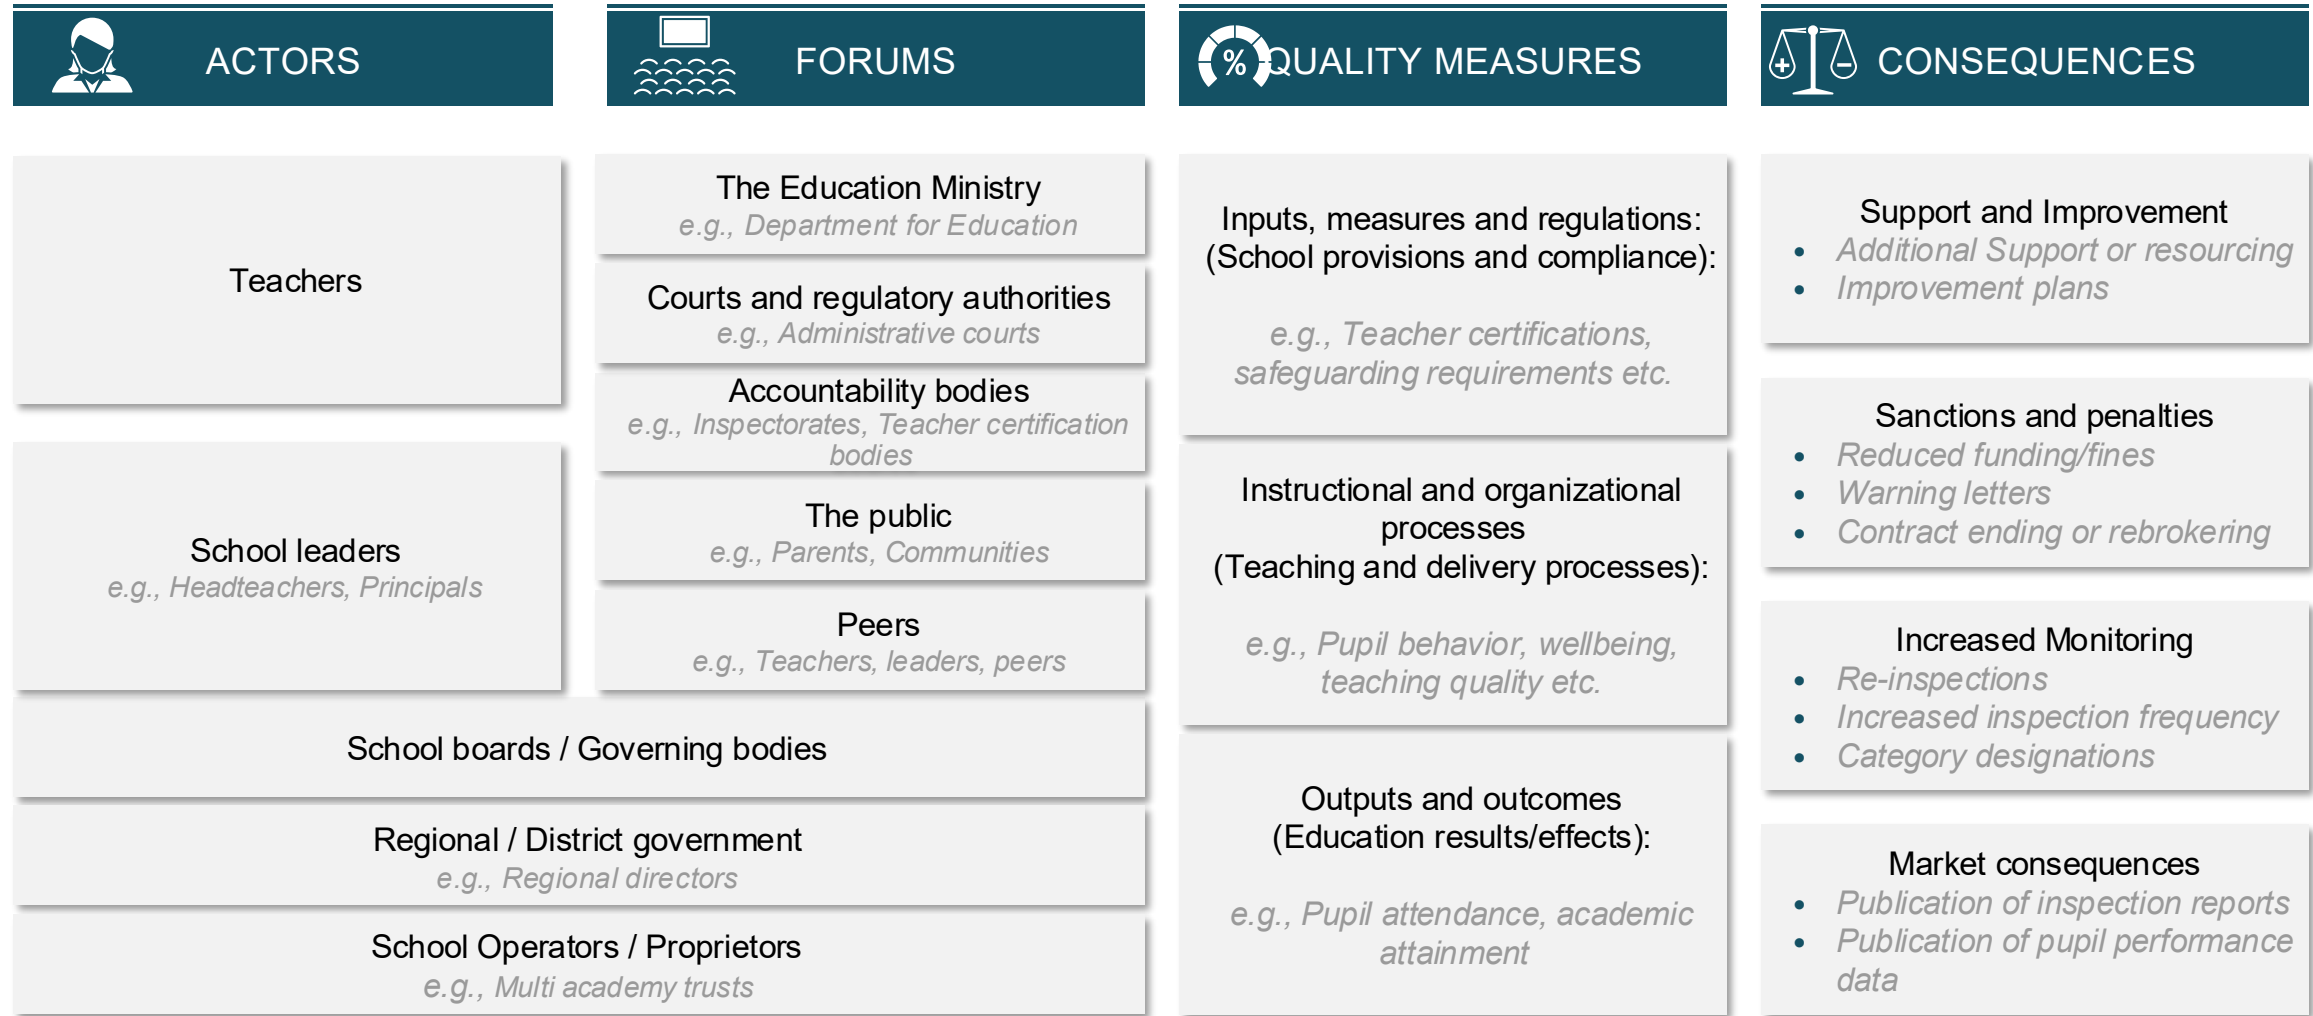 ACTORS
FORUMS
%
QUALITY MEASURES
CONSEQUENCES
Teachers
School leaders
e.g., Headteachers, Principals
The Education Ministry
e.g., Department for Education
Courts and regulatory authorities
e.g., Administrative courts
Accountability bodies
e.g., Inspectorates, Teacher certification
bodies
The public
e.g., Parents, Communities
Peers
e.g., Teachers, leaders, peers
School boards / Governing bodies
Regional / District government
e.g., Regional directors
School Operators / Proprietors
e.g., Multi academy trusts
Inputs, measures and regulations:
(School provisions and compliance):
e.g., Teacher certifications,
safeguarding requirements etc.
Instructional and organizational
processes
(Teaching and delivery processes):
e.g., Pupil behavior, wellbeing,
teaching quality etc.
Outputs and outcomes
(Education results/effects):
e.g., Pupil attendance, academic
attainment
Support and Improvement
• Additional Support or resourcing
• Improvement plans
Sanctions and penalties
• Reduced funding/fines
• Warning letters
• Contract ending or rebrokering
Increased Monitoring
• Re-inspections
• Increased inspection frequency
• Category designations
Market consequences
• Publication of inspection reports
• Publication of pupil performance
data